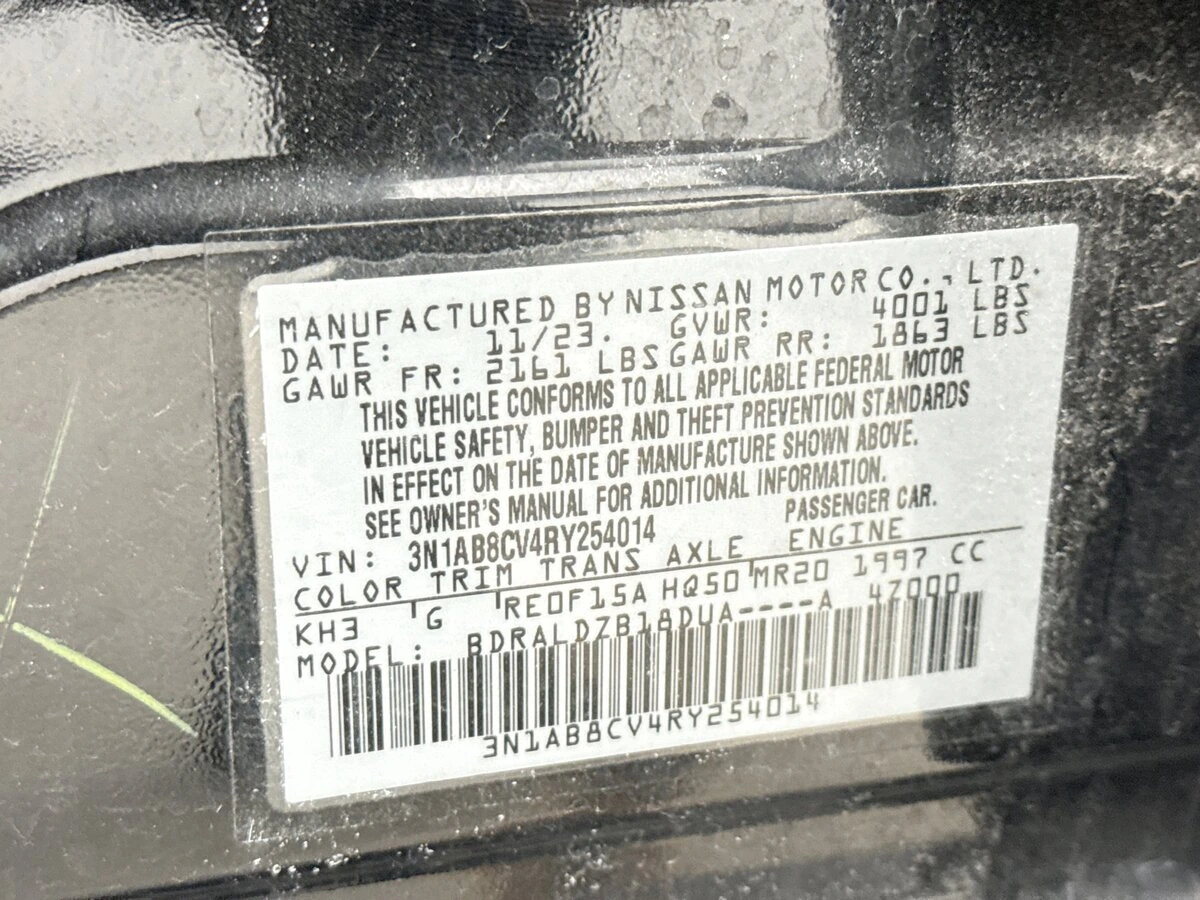 MANUFACTURED BY NISSAN MOTOR CO., LTD.
DATE: 11/23. GVWR: 4001 LBS
GAWR FR: 2161 LBS GAWR RR: 1863 LBS
THIS VEHICLE CONFORMS TO ALL APPLICABLE FEDERAL MOTOR
VEHICLE SAFETY, BUMPER AND THEFT PREVENTION STANDARDS
IN EFFECT ON THE DATE OF MANUFACTURE SHOWN ABOVE.
SEE OWNER'S MANUAL FOR ADDITIONAL INFORMATION.
VIN: 3N1AB8CV4RY254014 PASSENGER CAR.
COLOR TRIM TRANS AXLE ENGINE
KH3 G RE0F15A HQ50 MR20 1997 CC
MODEL: BDRALDZB18DUA----A 4Z000
3N1AB8CV4RY254014